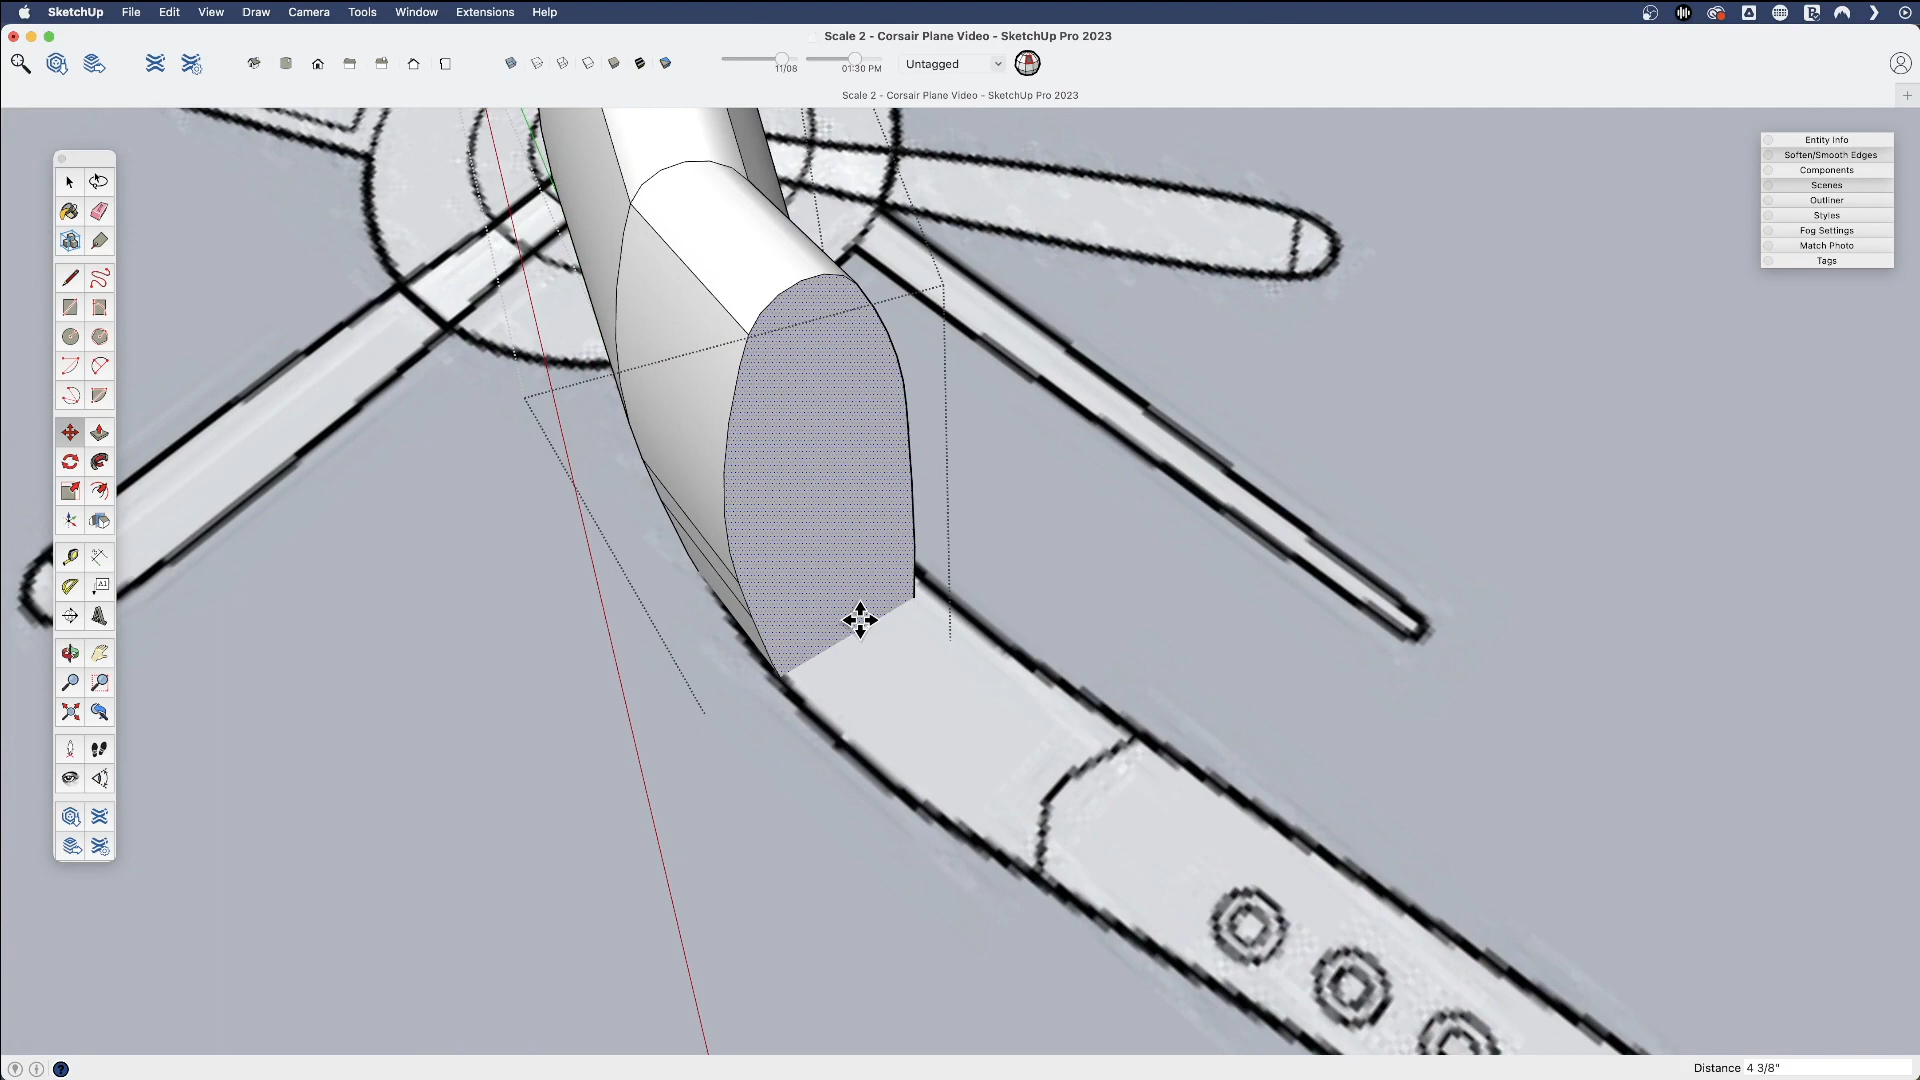 SketchUp File Edit View Draw Camera Tools Window Extensions Help
Scale 2 - Corsair Plane Video - SketchUp Pro 2023
11/08 01:30 PM Untagged
Scale 2 - Corsair Plane Video - SketchUp Pro 2023
Entity Info
Soften/Smooth Edges
Components
Scenes
Outliner
Styles
Fog Settings
Match Photo
Tags
A1
Distance 4 3/8"